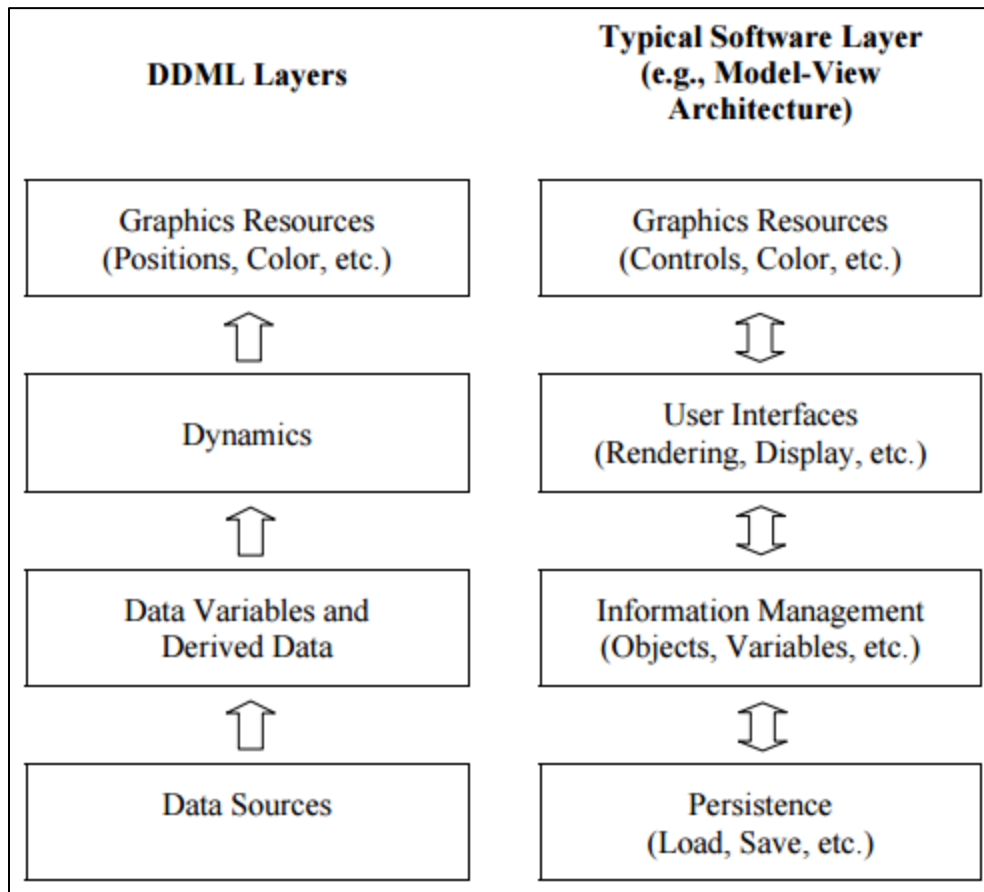 DDML Layers
Typical Software Layer
(e.g., Model-View
Architecture)
Graphics Resources
(Positions, Color, etc.)
Graphics Resources
(Controls, Color, etc.)
Dynamics
User Interfaces
(Rendering, Display, etc.)
Data Variables and
Derived Data
Information Management
(Objects, Variables, etc.)
Data Sources
Persistence
(Load, Save, etc.)